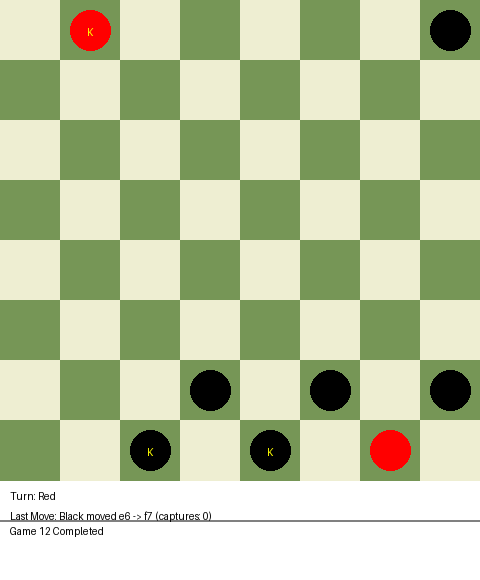 K
K
K
Turn: Red
Last Move: Black moved e6 -> f7 (captures: 0)
Game 12 Completed